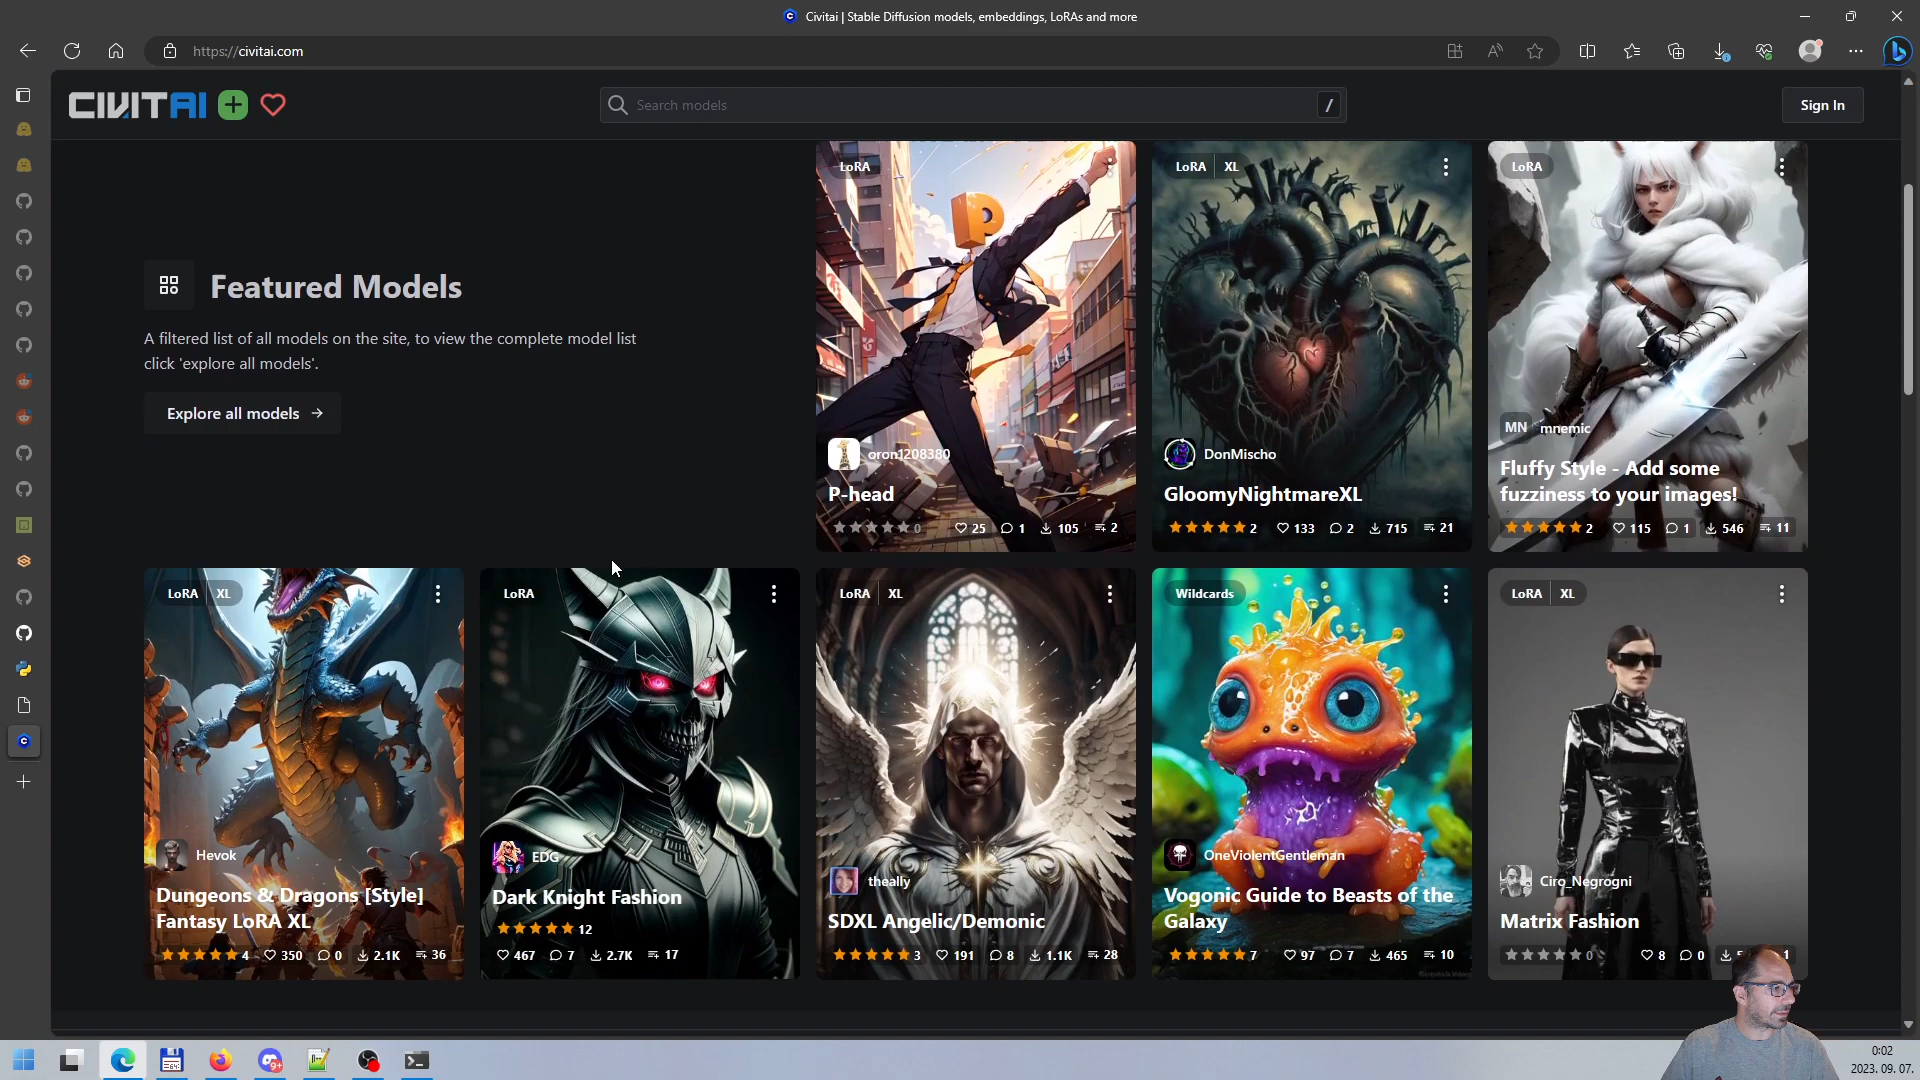 Civitai | Stable Diffusion models, embeddings, LoRAs and more
https://civitai.com
CIVITAI
Search models
/
Sign In
Featured Models
A filtered list of all models on the site, to view the complete model list
click 'explore all models'.
Explore all models
LoRA
P
oron1208380
P-head
0 25 1 105 2
LoRA XL
DonMischo
GloomyNightmareXL
2 133 2 715 21
LoRA
MN mnemic
Fluffy Style - Add some
fuzziness to your images!
2 115 1 546 11
LoRA XL
Hevok
Dungeons & Dragons [Style]
Fantasy LoRA XL
4 350 0 2.1K 36
LoRA
EDG
Dark Knight Fashion
12
467 7 2.7K 17
LoRA XL
theally
SDXL Angelic/Demonic
3 191 8 1.1K 28
Wildcards
OneViolentGentleman
Vogonic Guide to Beasts of the
Galaxy
7 97 7 465 10
LoRA XL
Ciro_Negrogni
Matrix Fashion
0 8 0 1
9+
0:02
2023. 09. 07.